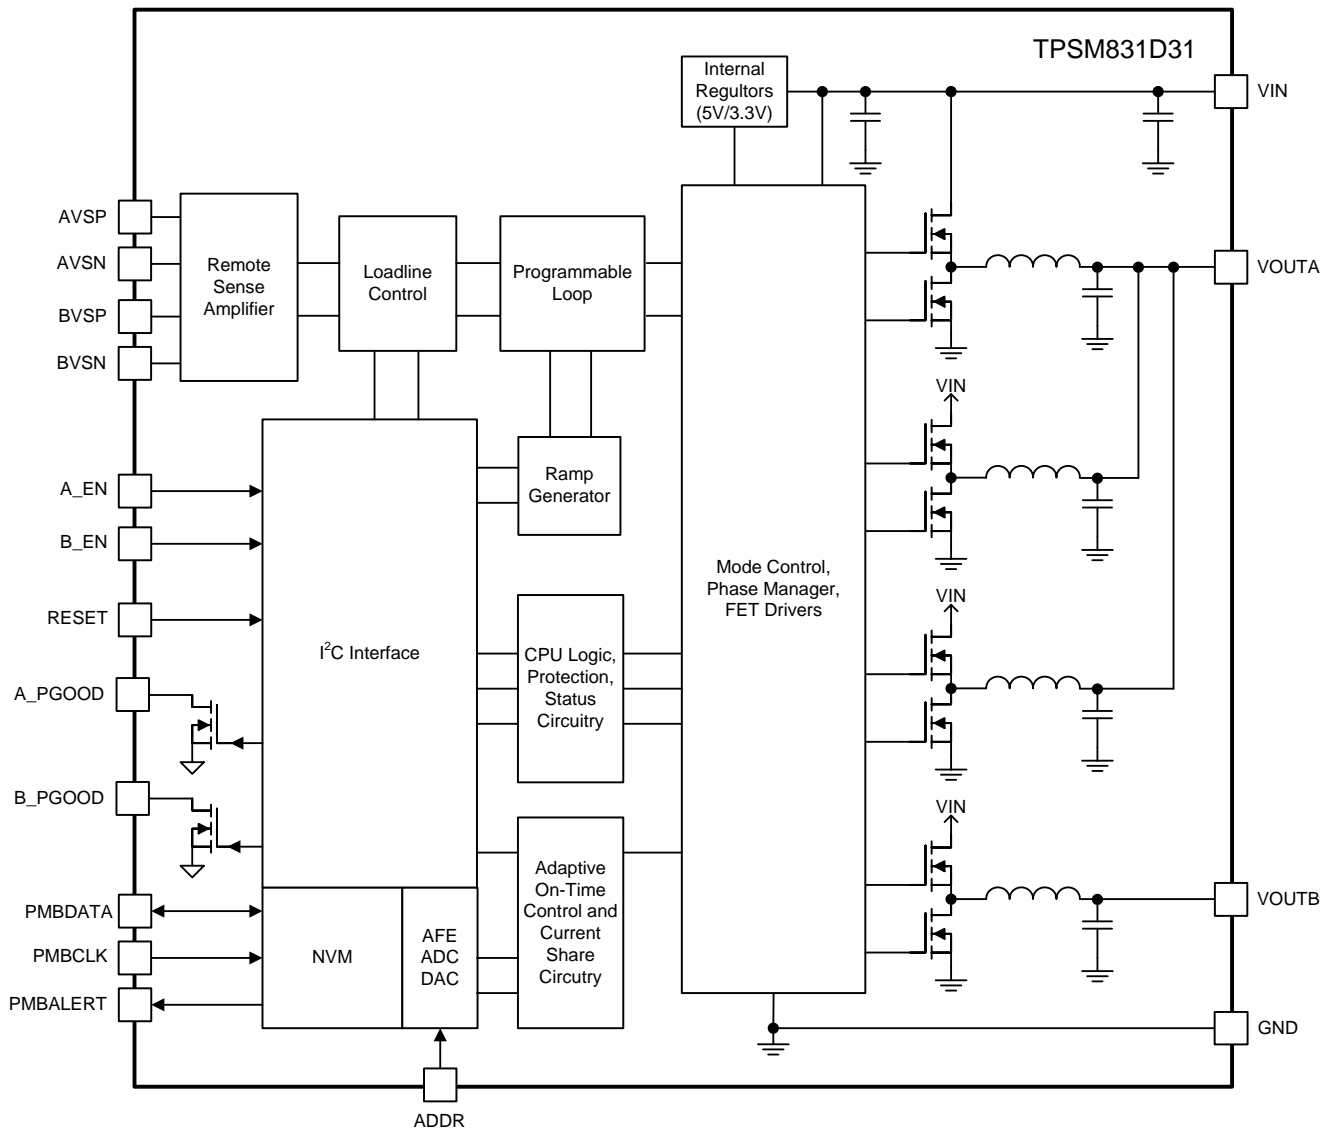 TPSM831D31
Internal
Regultors
(5V/3.3V)
VIN
AVSP
AVSN
BVSP
BVSN
Remote
Sense
Amplifier
Loadline
Control
Programmable
Loop
VOUTA
VIN
A_EN
B_EN
RESET
A_PGOOD
B_PGOOD
PMBDATA
PMBCLK
PMBALERT
I²C Interface
Ramp
Generator
CPU Logic,
Protection,
Status
Circuitry
Mode Control,
Phase Manager,
FET Drivers
VIN
VIN
Adaptive
On-Time
Control and
Current
Share
Circutry
NVM
AFE
ADC
DAC
VOUTB
GND
ADDR